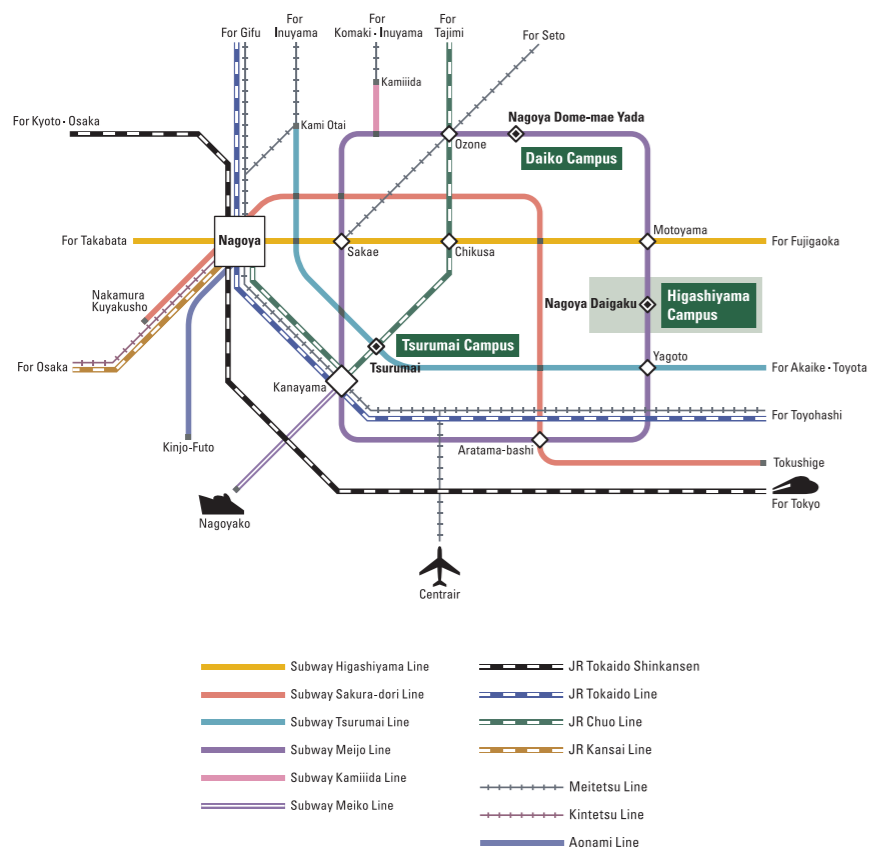 For Gifu
For
Inuyama
For
Komaki · Inuyama
For
Tajimi
For Seto
Kamiiida
For Kyoto · Osaka
Kami Otai
Nagoya Dome-mae Yada
Ozone
Daiko Campus
For Takabata
Nagoya
Sakae
Chikusa
Motoyama
For Fujigaoka
Nakamura
Kuyakusho
Nagoya Daigaku
Higashiyama
Campus
Tsurumai Campus
Tsurumai
For Osaka
Kanayama
Yagoto
For Akaike · Toyota
For Toyohashi
Kinjo-Futo
Aratama-bashi
Tokushige
Nagoyako
For Tokyo
Centrair
Subway Higashiyama Line
Subway Sakura-dori Line
Subway Tsurumai Line
Subway Meijo Line
Subway Kamiiida Line
Subway Meiko Line
JR Tokaido Shinkansen
JR Tokaido Line
JR Chuo Line
JR Kansai Line
Meitetsu Line
Kintetsu Line
Aonami Line